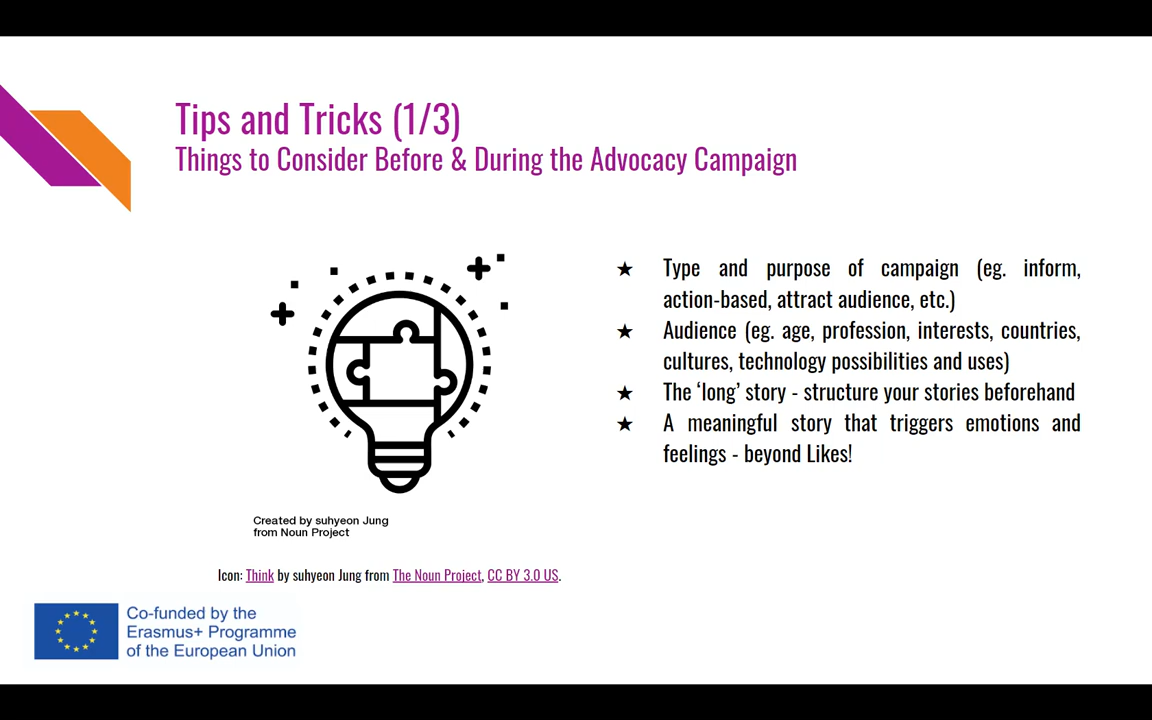 Tips and Tricks (1/3)
Things to Consider Before & During the Advocacy Campaign
★ Type and purpose of campaign (eg. inform,
action-based, attract audience, etc.)
★ Audience (eg. age, profession, interests, countries,
cultures, technology possibilities and uses)
★ The ‘long’ story - structure your stories beforehand
★ A meaningful story that triggers emotions and
feelings - beyond Likes!
Created by suhyeon Jung
from Noun Project
Icon: Think by suhyeon Jung from The Noun Project, CC BY 3.0 US.
Co-funded by the
Erasmus+ Programme
of the European Union